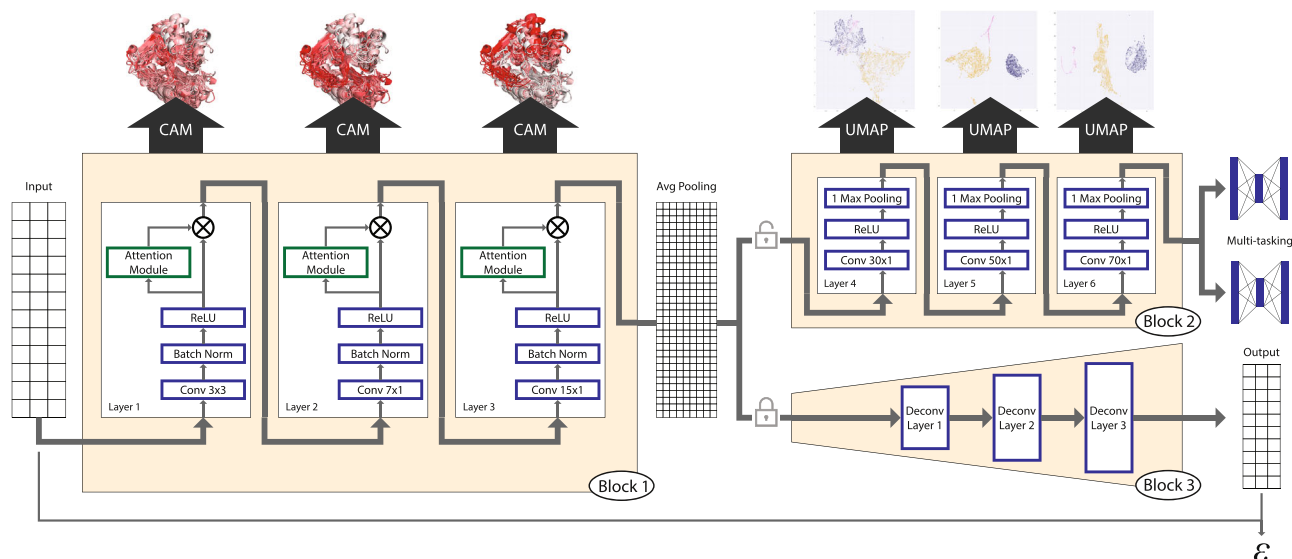 CAM
CAM
CAM
UMAP
UMAP
UMAP
Input
Attention
Module
ReLU
Batch Norm
Conv 3x3
Layer 1
Attention
Module
ReLU
Batch Norm
Conv 7x1
Layer 2
Attention
Module
ReLU
Batch Norm
Conv 15x1
Layer 3
Block 1
Avg Pooling
1 Max Pooling
ReLU
Conv 30x1
Layer 4
1 Max Pooling
ReLU
Conv 50x1
Layer 5
1 Max Pooling
ReLU
Conv 70x1
Layer 6
Block 2
Multi-tasking
Deconv
Layer 1
Deconv
Layer 2
Deconv
Layer 3
Block 3
Output
ε